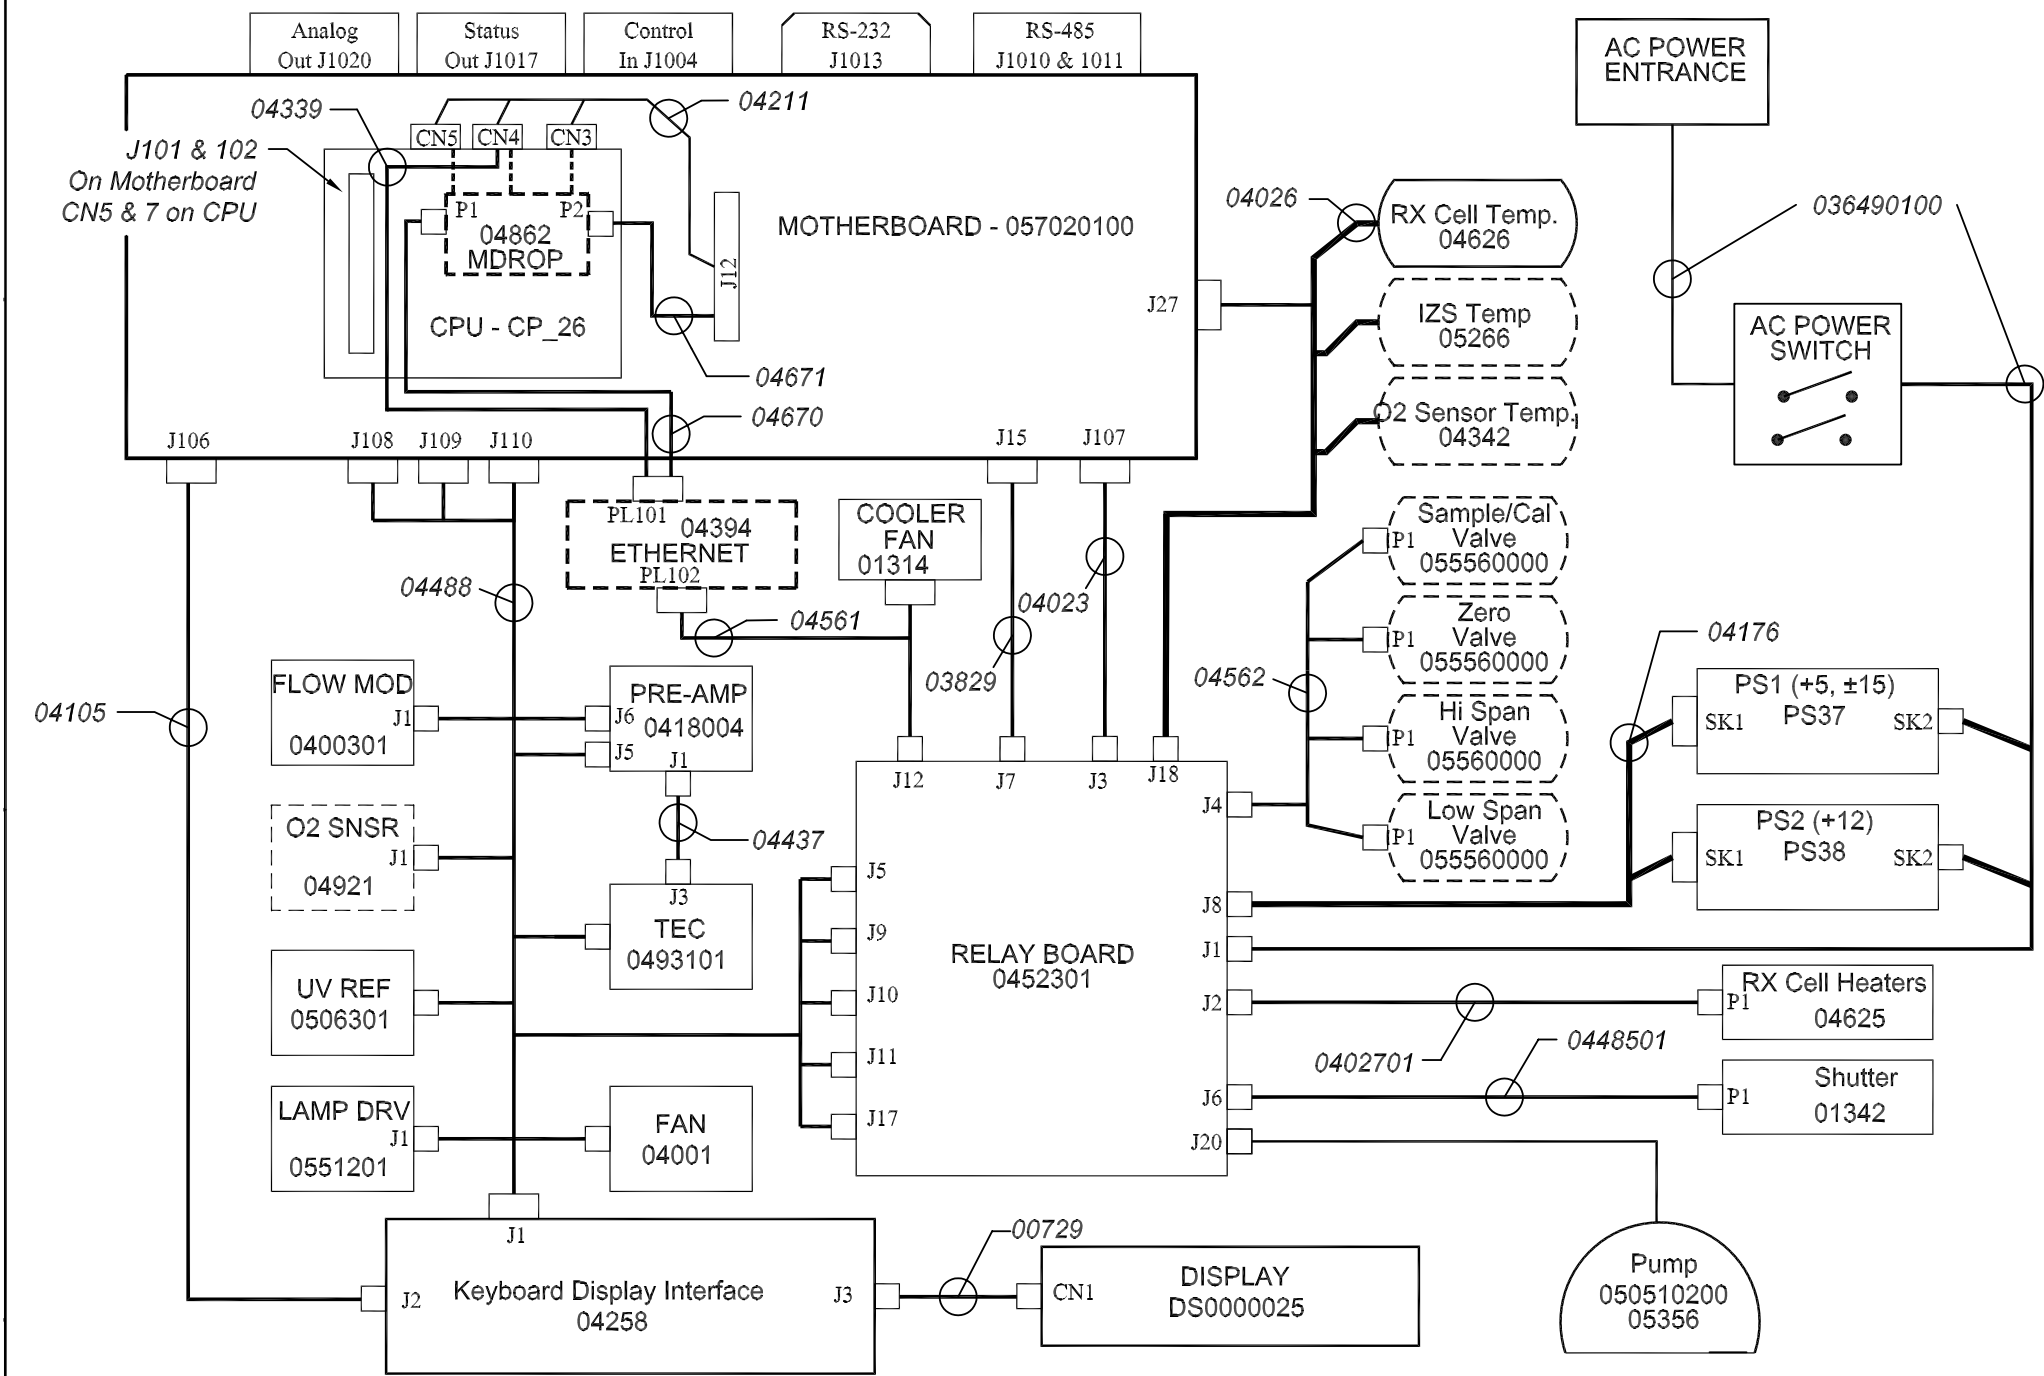 Analog
Out J1020
Status
Out J1017
Control
In J1004
RS-232
J1013
RS-485
J1010 & 1011
AC POWER
ENTRANCE
04339
04211
CN5
CN4
CN3
J101 & 102
On Motherboard
CN5 & 7 on CPU
P1
P2
04862
MDROP
J12
CPU - CP_26
MOTHERBOARD - 057020100
J27
04671
04670
J106
J108
J109
J110
J15
J107
04026
RX Cell Temp.
04626
IZS Temp
05266
O2 Sensor Temp.
04342
036490100
AC POWER
SWITCH
PL101
04394
ETHERNET
PL102
COOLER
FAN
01314
04488
04561
04023
03829
Sample/Cal
Valve
055560000
P1
Zero
Valve
055560000
P1
Hi Span
Valve
05560000
P1
Low Span
Valve
055560000
P1
04562
04176
04105
FLOW MOD
J1
0400301
PRE-AMP
0418004
J6
J5
J1
04437
PS1 (+5, ±15)
PS37
SK1
SK2
PS2 (+12)
PS38
SK1
SK2
O2 SNSR
J1
04921
J3
TEC
0493101
UV REF
0506301
LAMP DRV
J1
0551201
FAN
04001
J12
J7
J3
J18
J4
J5
J9
J10
J11
J17
RELAY BOARD
0452301
J8
J1
J2
J6
J20
RX Cell Heaters
04625
P1
0402701
0448501
Shutter
01342
P1
J1
J2
Keyboard Display Interface
04258
J3
00729
CN1
DISPLAY
DS0000025
Pump
050510200
05356